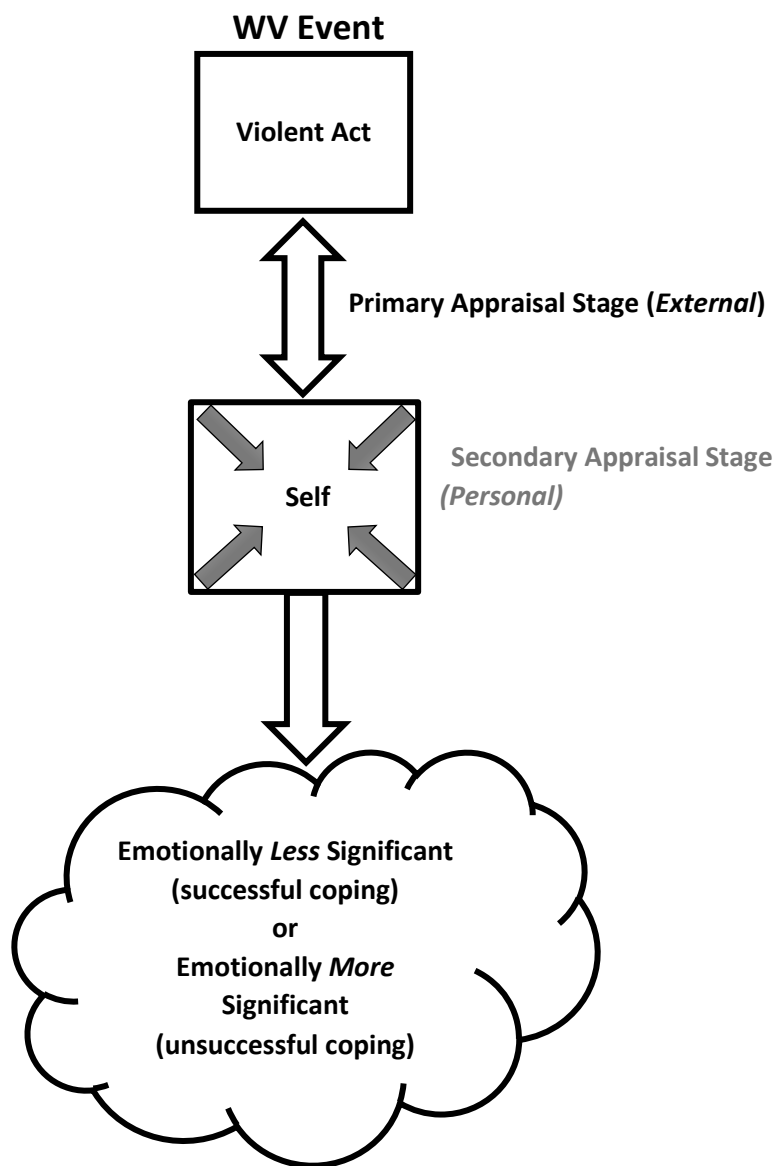 WV Event
Violent Act
Primary Appraisal Stage (External)
Secondary Appraisal Stage
(Personal)
Self
Emotionally Less Significant
(successful coping)
or
Emotionally More
Significant
(unsuccessful coping)